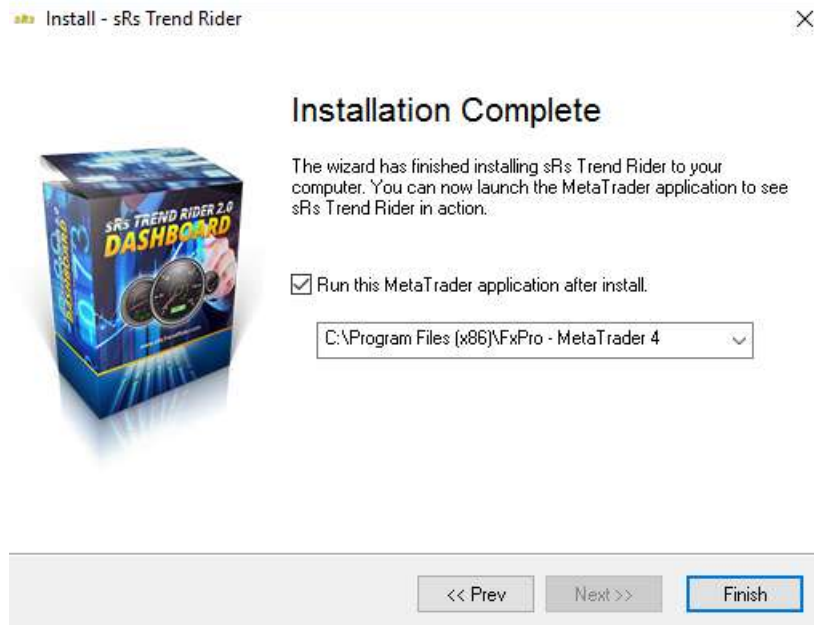 sRs Install - sRs Trend Rider
Installation Complete
The wizard has finished installing sRs Trend Rider to your
computer. You can now launch the MetaTrader application to see
sRs Trend Rider in action.
sRs TREND RIDER 2.0
DASHBOARD
DASHBOARD
Run this MetaTrader application after install.
C:\Program Files (x86)\FxPro - MetaTrader 4
<< Prev
Next >>
Finish